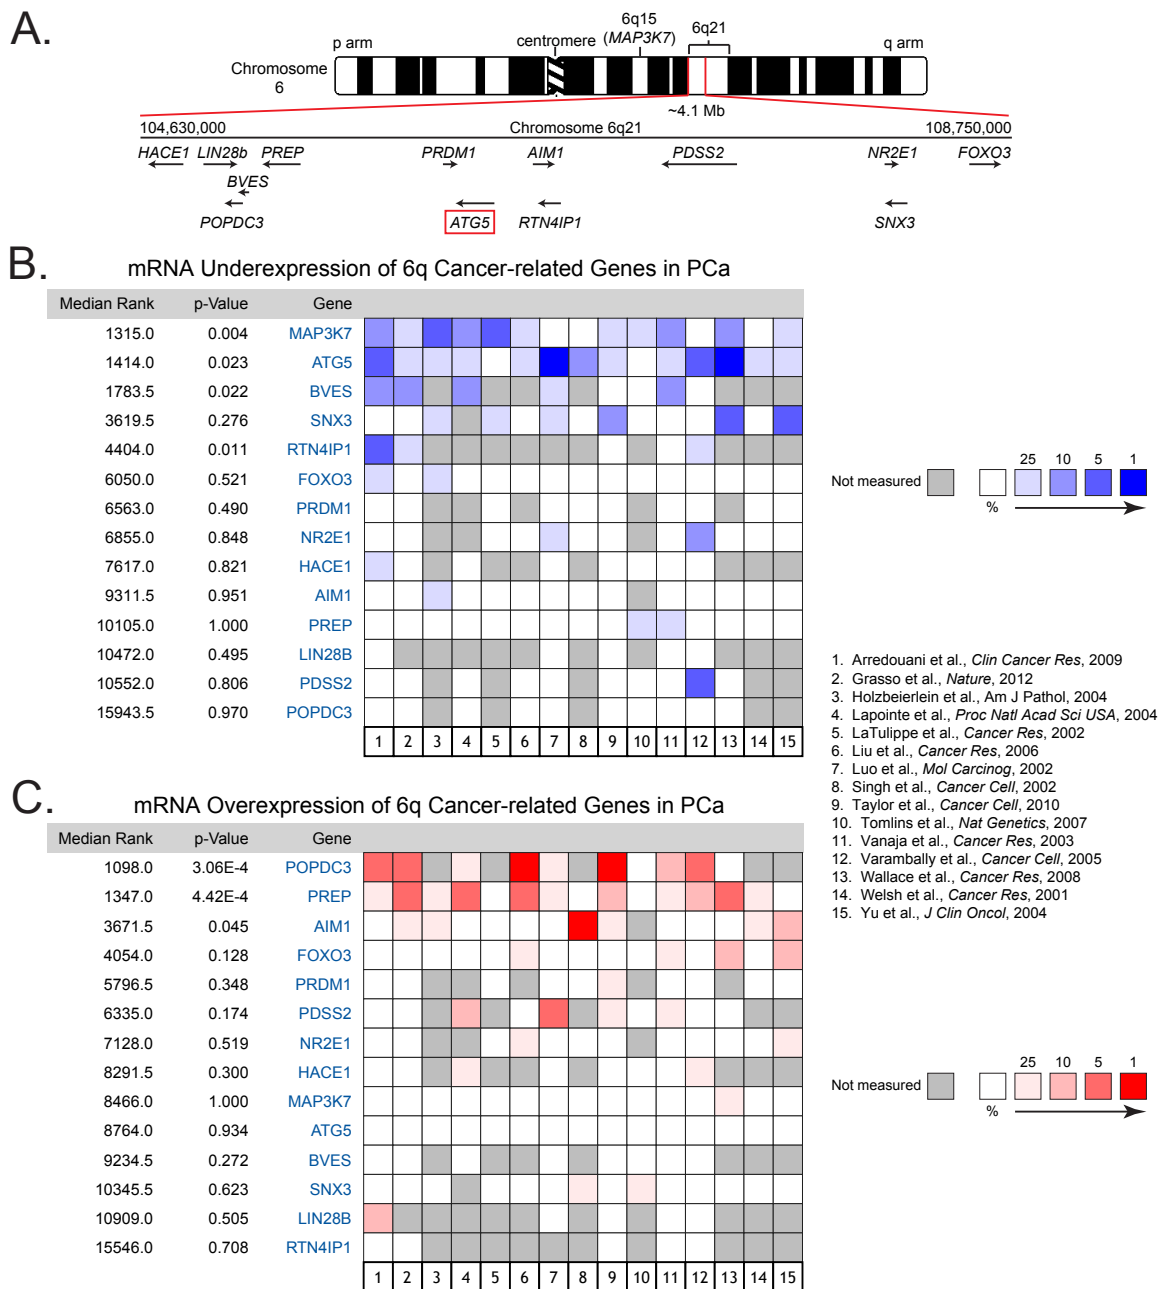 A.
p arm
centromere
6q15
(MAP3K7)
6q21
q arm
Chromosome
6
~4.1 Mb
104,630,000
Chromosome 6q21
108,750,000
HACE1 LIN28b PREP PRDM1 AIM1 PDSS2 NR2E1 FOXO3
BVES
POPDC3 ATG5 RTN4IP1 SNX3
B.
mRNA Underexpression of 6q Cancer-related Genes in PCa
Median Rank p-Value Gene
1315.0 0.004 MAP3K7
1414.0 0.023 ATG5
1783.5 0.022 BVES
3619.5 0.276 SNX3
4404.0 0.011 RTN4IP1
6050.0 0.521 FOXO3
6563.0 0.490 PRDM1
6855.0 0.848 NR2E1
7617.0 0.821 HACE1
9311.5 0.951 AIM1
10105.0 1.000 PREP
10472.0 0.495 LIN28B
10552.0 0.806 PDSS2
15943.5 0.970 POPDC3
1 2 3 4 5 6 7 8 9 10 11 12 13 14 15
25 10 5 1
Not measured
%
1. Arredouani et al., Clin Cancer Res, 2009
2. Grasso et al., Nature, 2012
3. Holzbeierlein et al., Am J Pathol, 2004
4. Lapointe et al., Proc Natl Acad Sci USA, 2004
5. LaTulippe et al., Cancer Res, 2002
6. Liu et al., Cancer Res, 2006
7. Luo et al., Mol Carcinog, 2002
8. Singh et al., Cancer Cell, 2002
9. Taylor et al., Cancer Cell, 2010
10. Tomlins et al., Nat Genetics, 2007
11. Vanaja et al., Cancer Res, 2003
12. Varambally et al., Cancer Cell, 2005
13. Wallace et al., Cancer Res, 2008
14. Welsh et al., Cancer Res, 2001
15. Yu et al., J Clin Oncol, 2004
C.
mRNA Overexpression of 6q Cancer-related Genes in PCa
Median Rank p-Value Gene
1098.0 3.06E-4 POPDC3
1347.0 4.42E-4 PREP
3671.5 0.045 AIM1
4054.0 0.128 FOXO3
5796.5 0.348 PRDM1
6335.0 0.174 PDSS2
7128.0 0.519 NR2E1
8291.5 0.300 HACE1
8466.0 1.000 MAP3K7
8764.0 0.934 ATG5
9234.5 0.272 BVES
10345.5 0.623 SNX3
10909.0 0.505 LIN28B
15546.0 0.708 RTN4IP1
1 2 3 4 5 6 7 8 9 10 11 12 13 14 15
25 10 5 1
Not measured
%